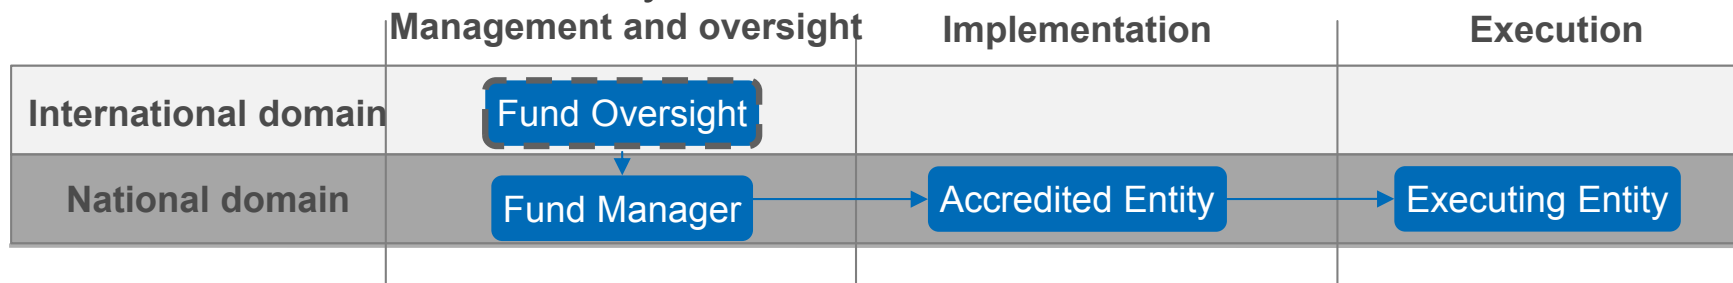 Management and oversight
Implementation
Execution
International domain
Fund Oversight
National domain
Fund Manager
Accredited Entity
Executing Entity